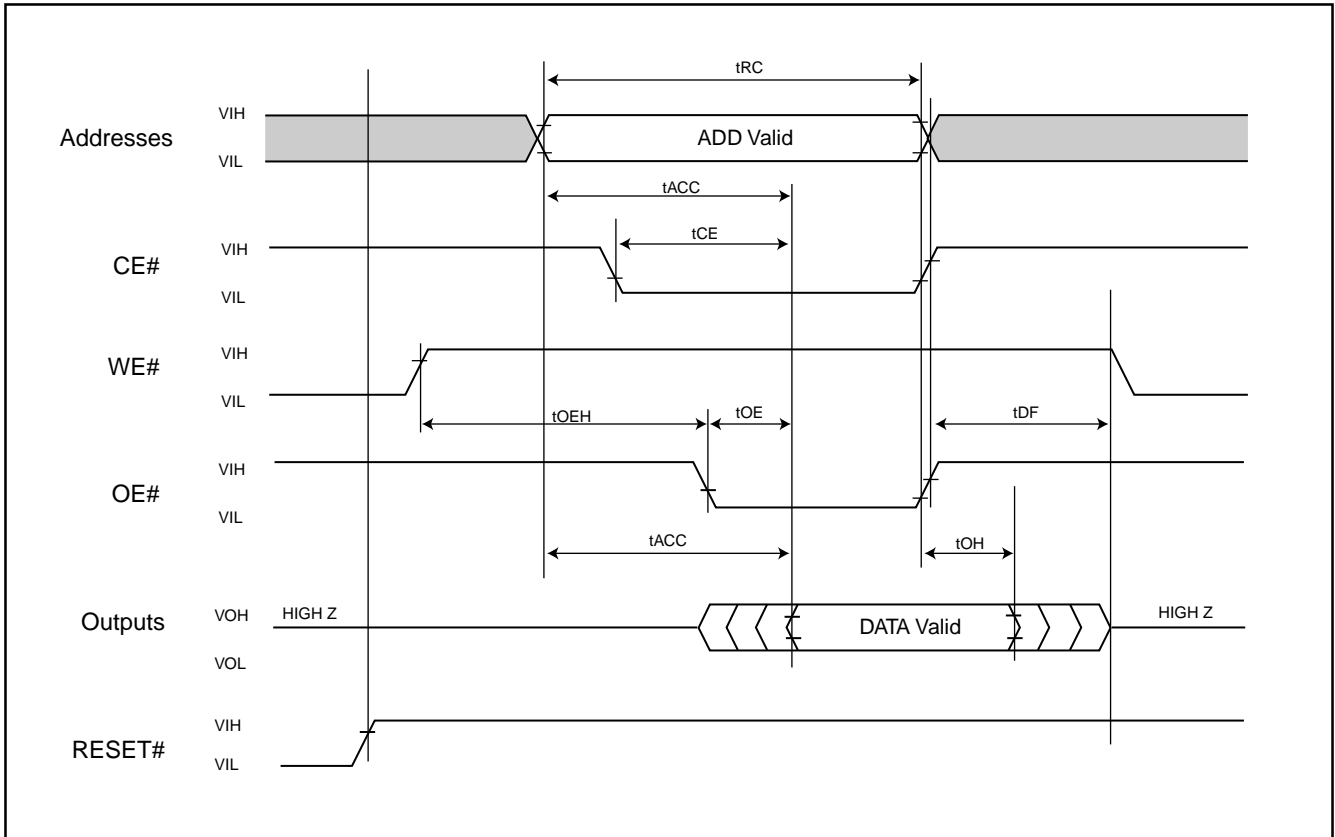 tRC
Addresses
VIH
VIL
ADD Valid
tACC
tCE
CE#
VIH
VIL
WE#
VIH
VIL
tOEH
tOE
tDF
OE#
VIH
VIL
tACC
tOH
Outputs
VOH
VOL
HIGH Z
DATA Valid
HIGH Z
RESET#
VIH
VIL